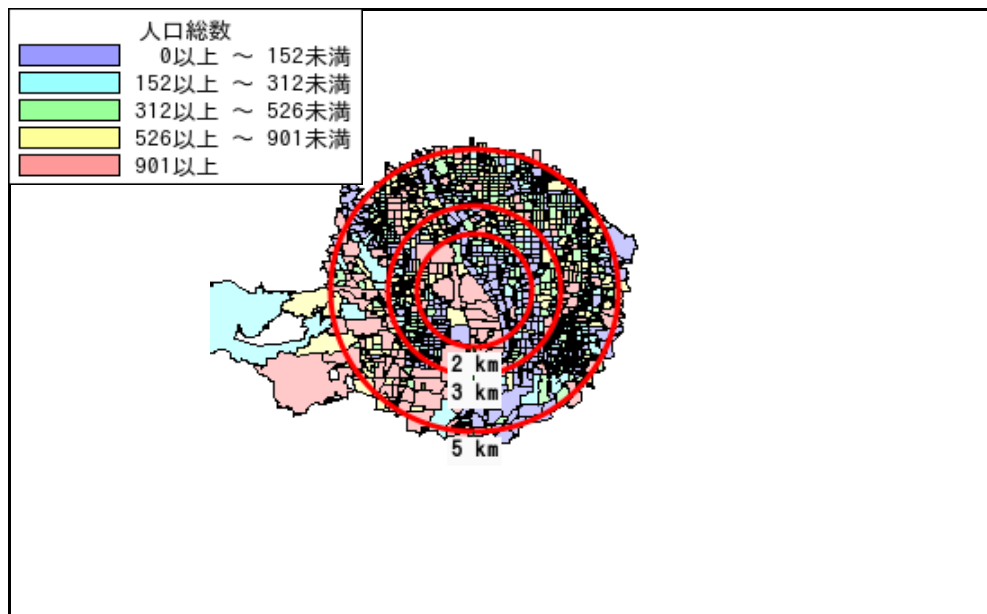 人口総数
0以上 ～ 152未満
152以上 ～ 312未満
312以上 ～ 526未満
526以上 ～ 901未満
901以上
2 km
3 km
5 km